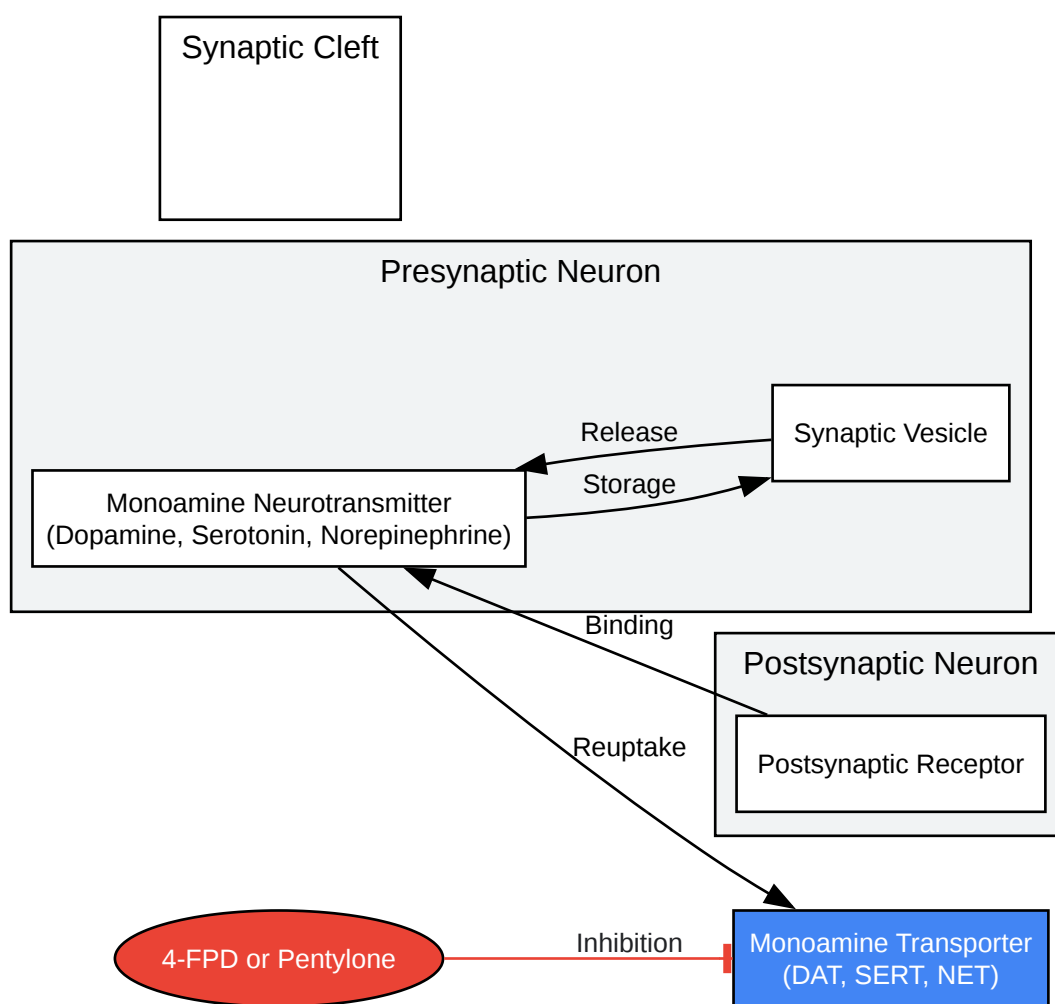 Synaptic Cleft
Presynaptic Neuron
Release
Synaptic Vesicle
Storage
Monoamine Neurotransmitter
(Dopamine, Serotonin, Norepinephrine)
Binding
Postsynaptic Neuron
Reuptake
Postsynaptic Receptor
4-FPD or Pentylone
Inhibition
Monoamine Transporter
(DAT, SERT, NET)